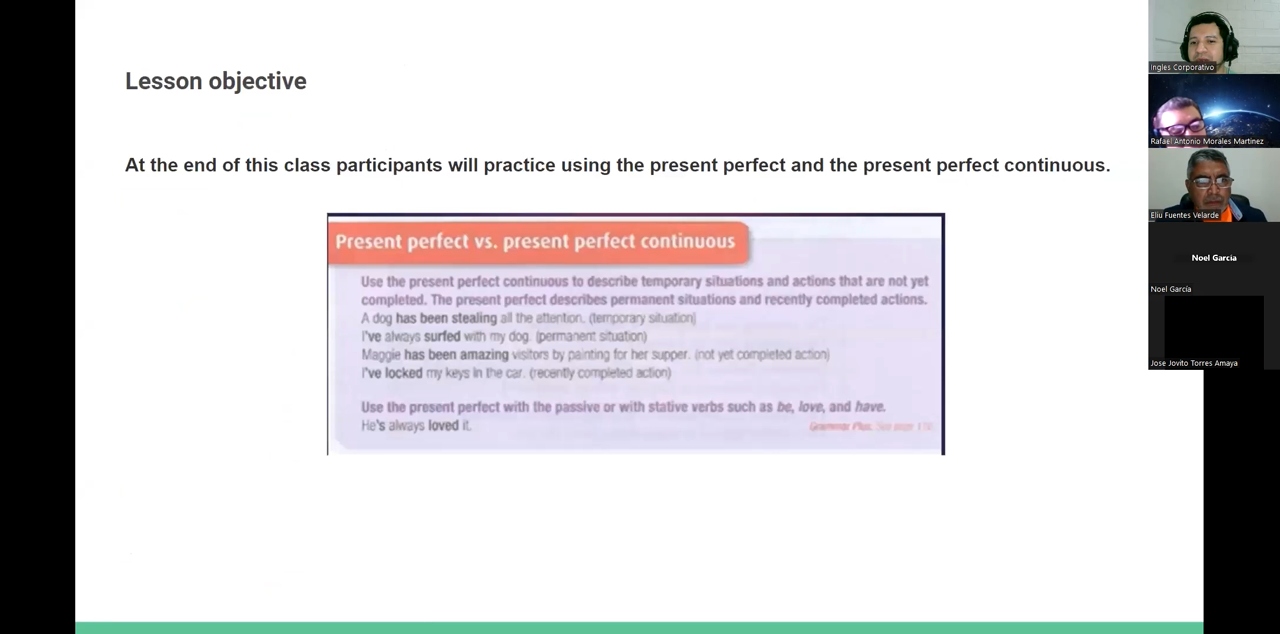 Lesson objective
At the end of this class participants will practice using the present perfect and the present perfect continuous.
Present perfect vs. present perfect continuous
Use the present perfect continuous to describe temporary situations and actions that are not yet
completed. The present perfect describes permanent situations and recently completed actions.
A dog has been stealing all the attention. (temporary situation)
I've always surfed with my dog. (permanent situation)
Maggie has been amazing visitors by painting for her supper. (not yet completed action)
I've locked my keys in the car. (recently completed action)
Use the present perfect with the passive or with stative verbs such as be, love, and have.
He's always loved it.
Grammar Plus: See page
Ingles Corporativo
Rafael Antonio Morales Martinez
Eliu Fuentes Velarde
Noel Garcia
Noel García
Jose Jovito Torres Amaya